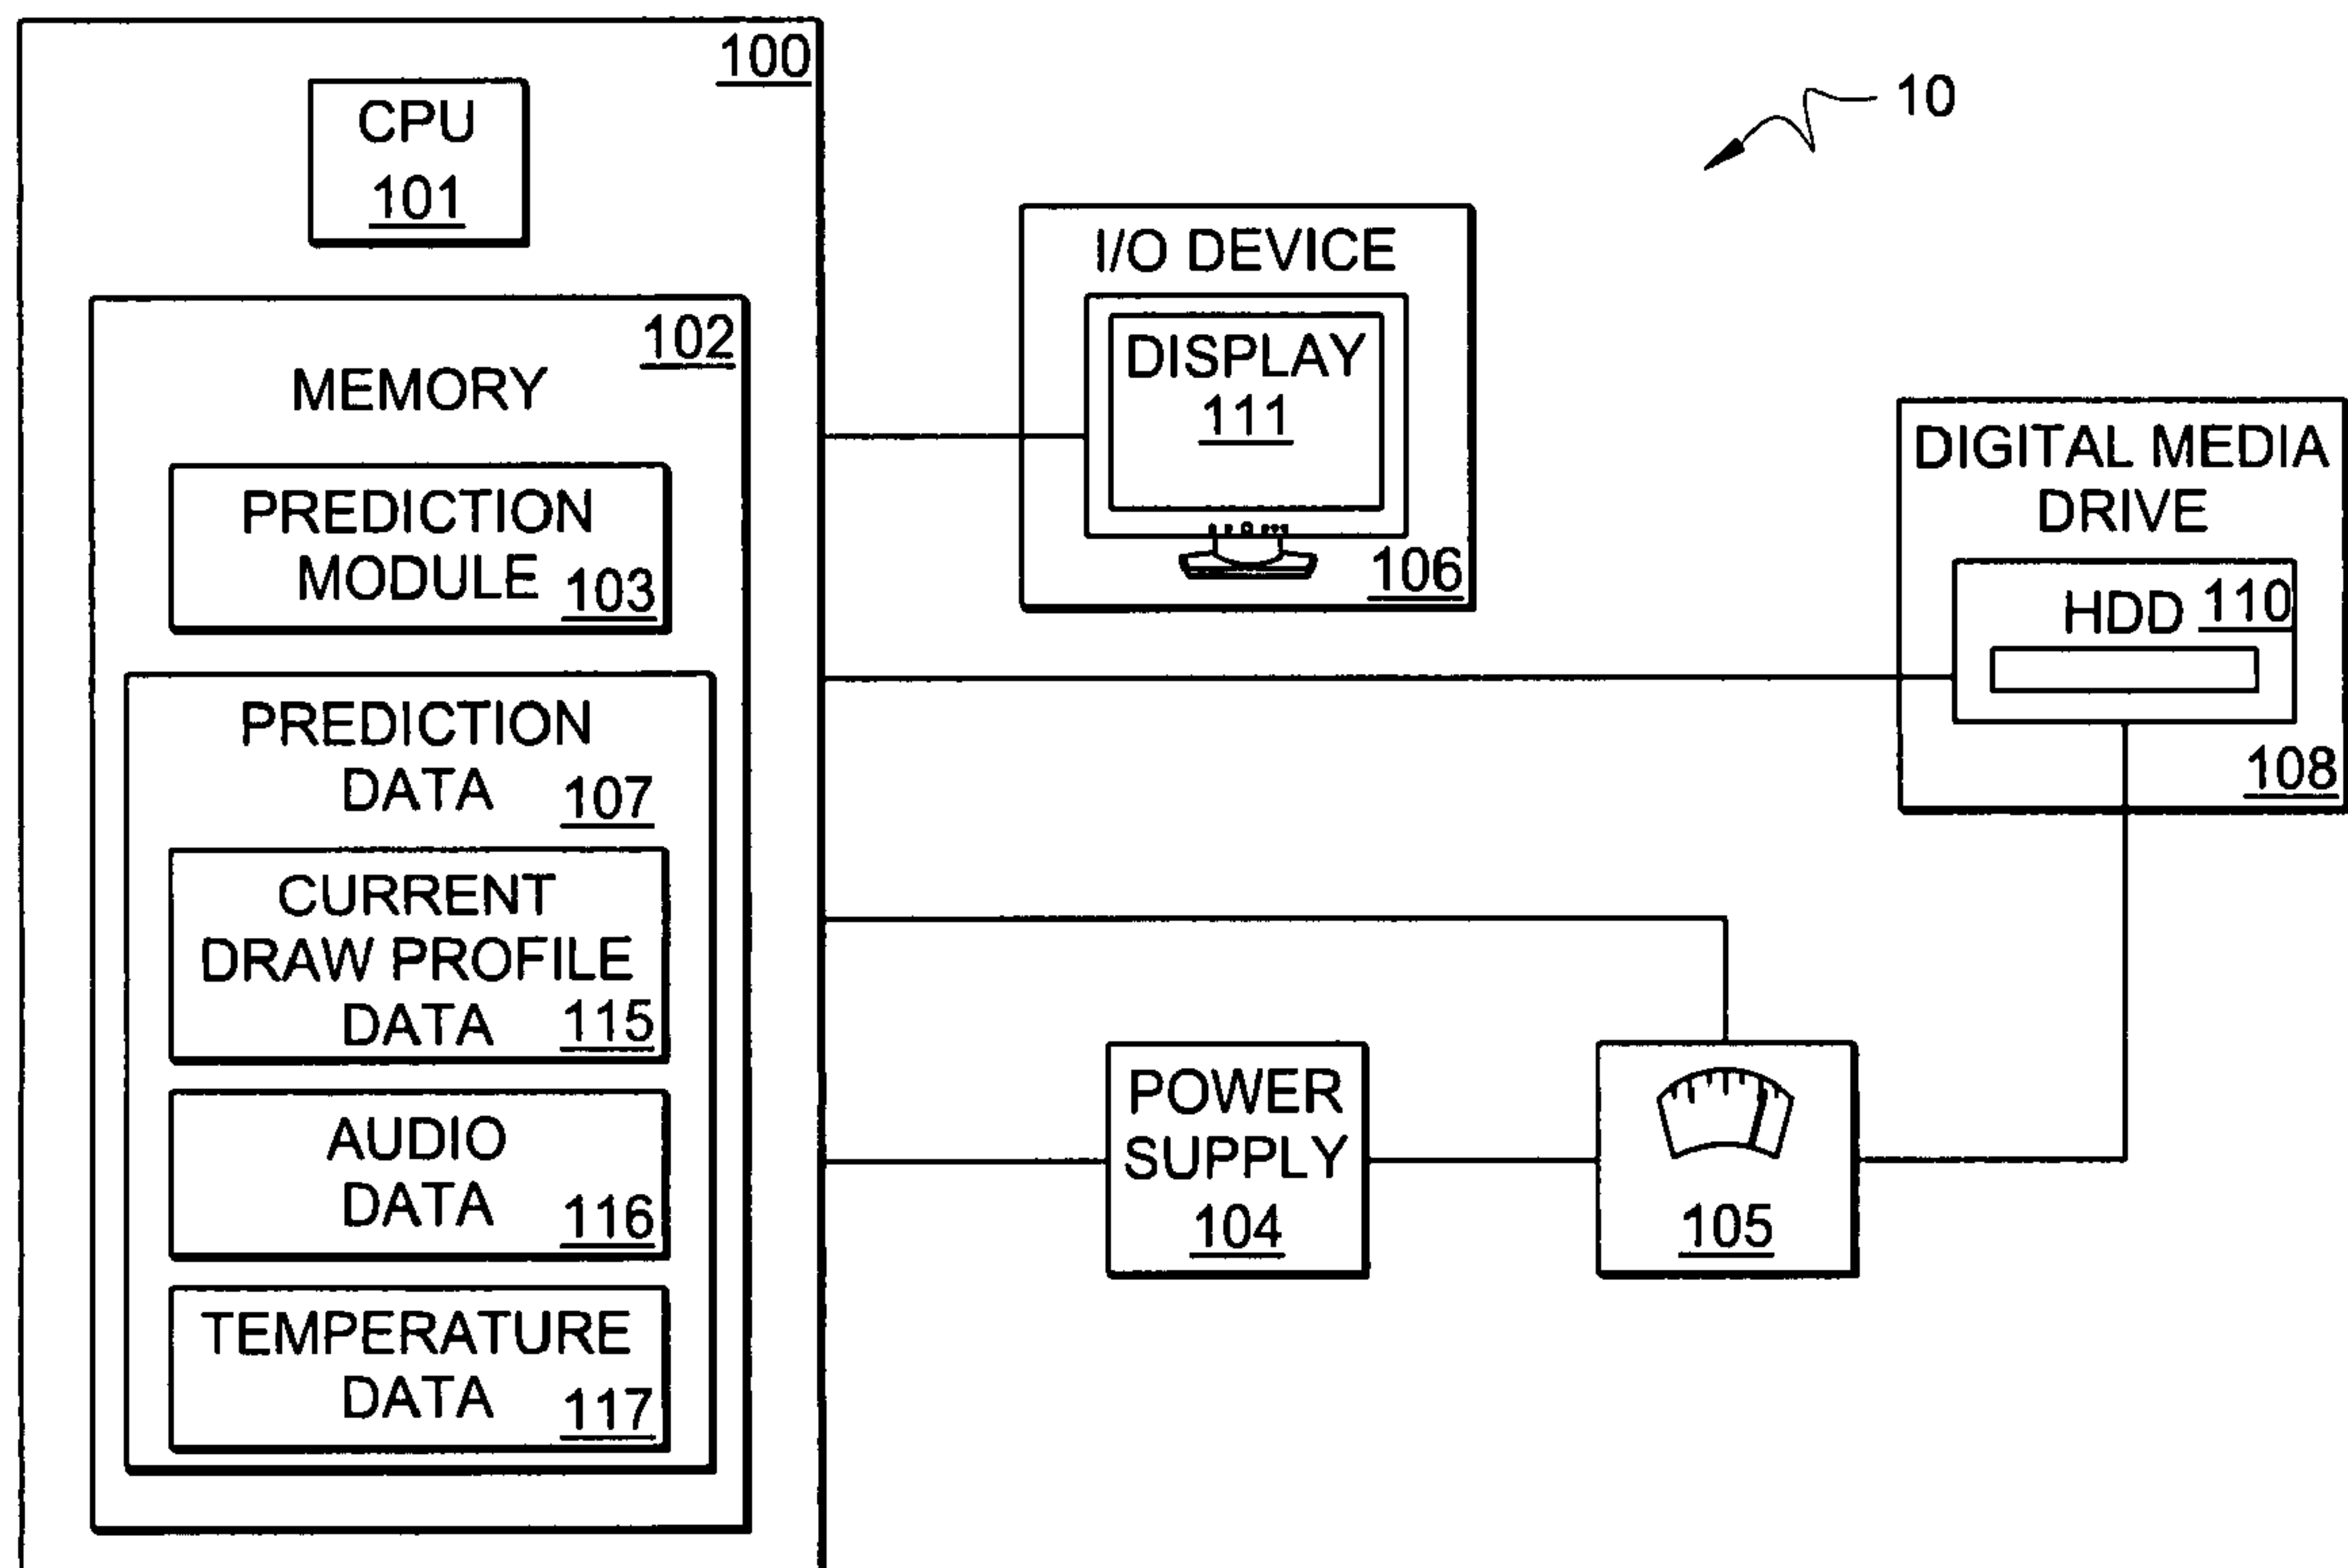 100
CPU
101
102
MEMORY
PREDICTION
MODULE 103
PREDICTION
DATA 107
CURRENT
DRAW PROFILE
DATA 115
AUDIO
DATA 116
TEMPERATURE
DATA 117
10
I/O DEVICE
DISPLAY
111
106
DIGITAL MEDIA
DRIVE
HDD 110
108
POWER
SUPPLY
104
105